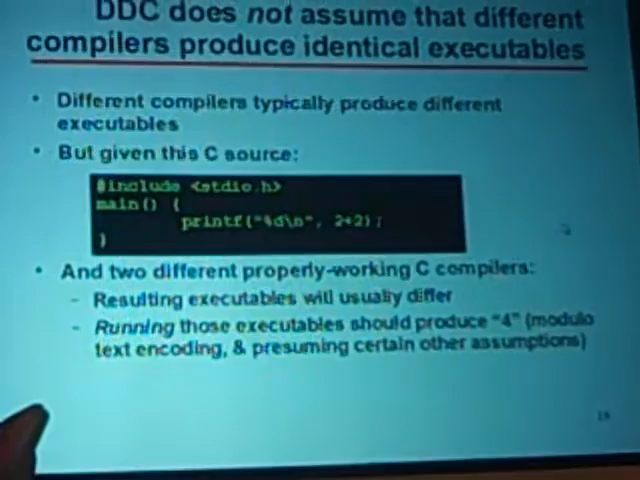 DDC does not assume that different
compilers produce identical executables
• Different compilers typically produce different
executables
• But given this C source:
#include <stdio.h>
main() {
printf("%d\n", 2+2);
}
• And two different properly-working C compilers:
- Resulting executables will usually differ
- Running those executables should produce "4" (modulo
text encoding, & presuming certain other assumptions)